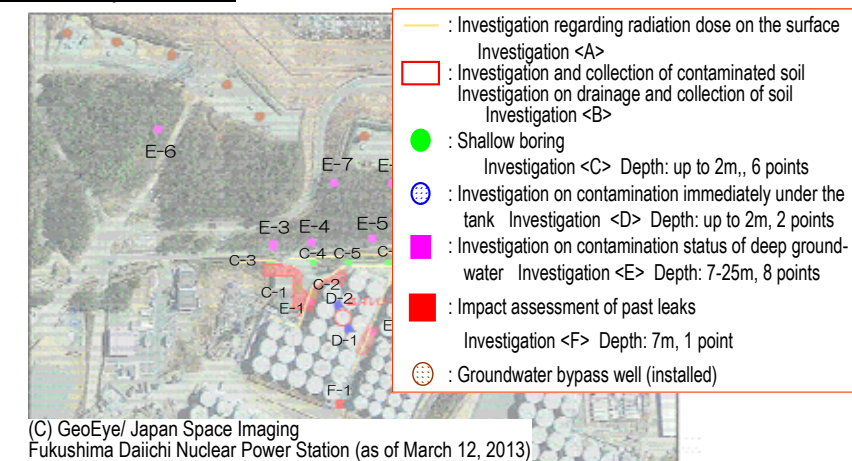 : Investigation regarding radiation dose on the surface
Investigation <A>
: Investigation and collection of contaminated soil
Investigation on drainage and collection of soil
Investigation <B>
: Shallow boring
Investigation <C> Depth: up to 2m,, 6 points
: Investigation on contamination immediately under the
tank Investigation <D> Depth: up to 2m, 2 points
: Investigation on contamination status of deep ground-
water Investigation <E> Depth: 7-25m, 8 points
: Impact assessment of past leaks
Investigation <F> Depth: 7m, 1 point
: Groundwater bypass well (installed)
E-6
E-7
E-3
E-4
E-5
C-3
C-4
C-5
C-1
C-2
E-1
D-2
D-1
F-1
(C) GeoEye/ Japan Space Imaging
Fukushima Daiichi Nuclear Power Station (as of March 12, 2013)